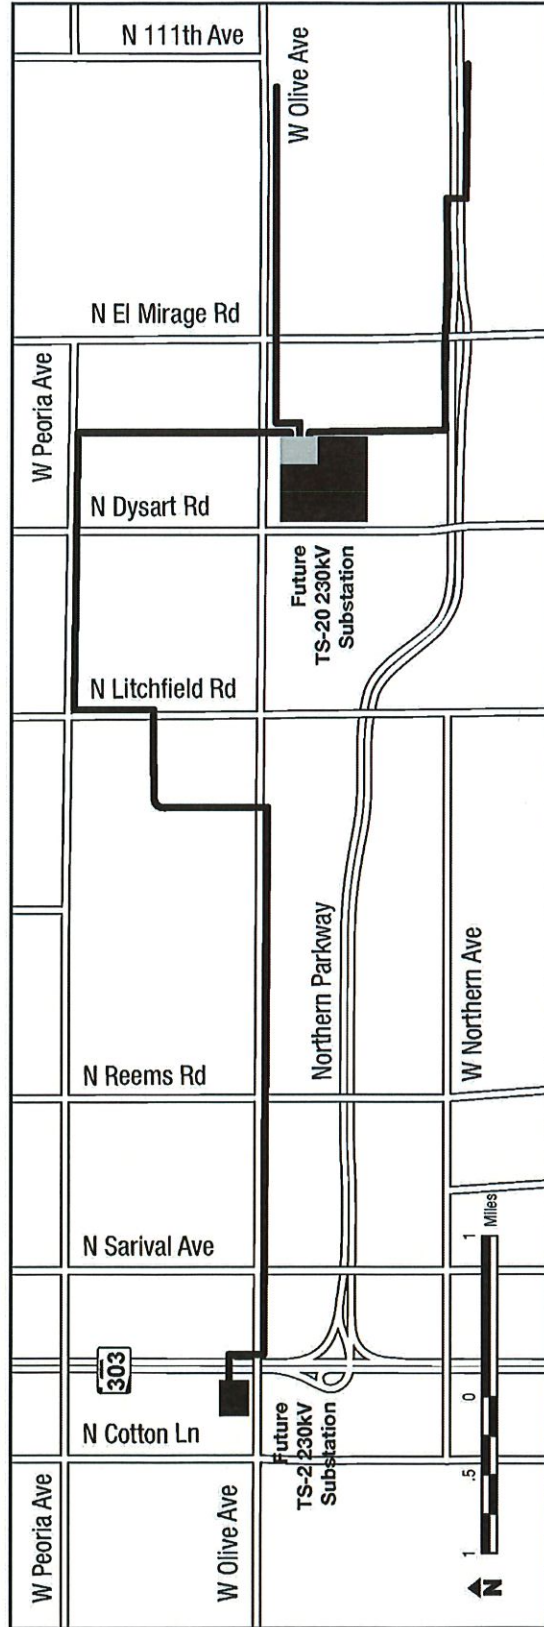 W Peoria Ave
W Peoria Ave
N Cotton Ln
303
N Sarival Ave
N Reems Rd
N Litchfield Rd
N Dysart Rd
N El Mirage Rd
N 111th Ave
W Olive Ave
W Olive Ave
Future
TS-2 230kV
Substation
Northern Parkway
Future
TS-20 230kV
Substation
W Northern Ave
N
1 .5 0 1
Miles